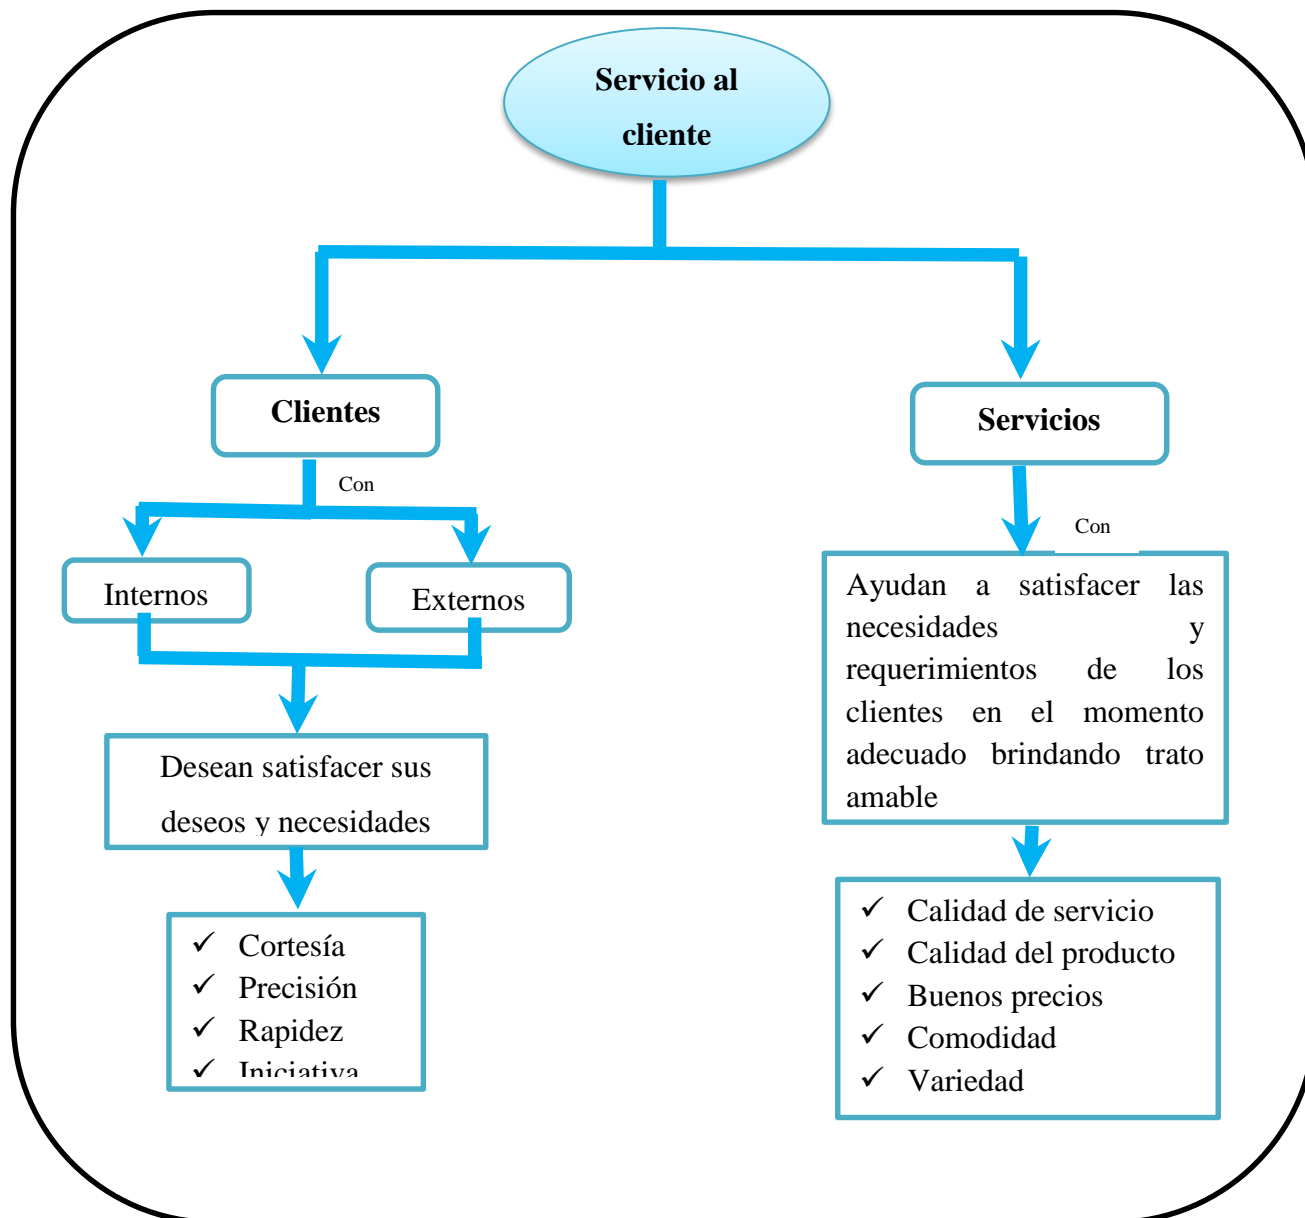 Servicio al
cliente
Clientes
Servicios
Con
Con
Internos
Externos
Ayudan a satisfacer las
necesidades y
requerimientos de los
clientes en el momento
adecuado brindando trato
amable
Desean satisfacer sus
deseos y necesidades
✓ Cortesía
✓ Precisión
✓ Rapidez
✓ Iniciativa
✓ Calidad de servicio
✓ Calidad del producto
✓ Buenos precios
✓ Comodidad
✓ Variedad